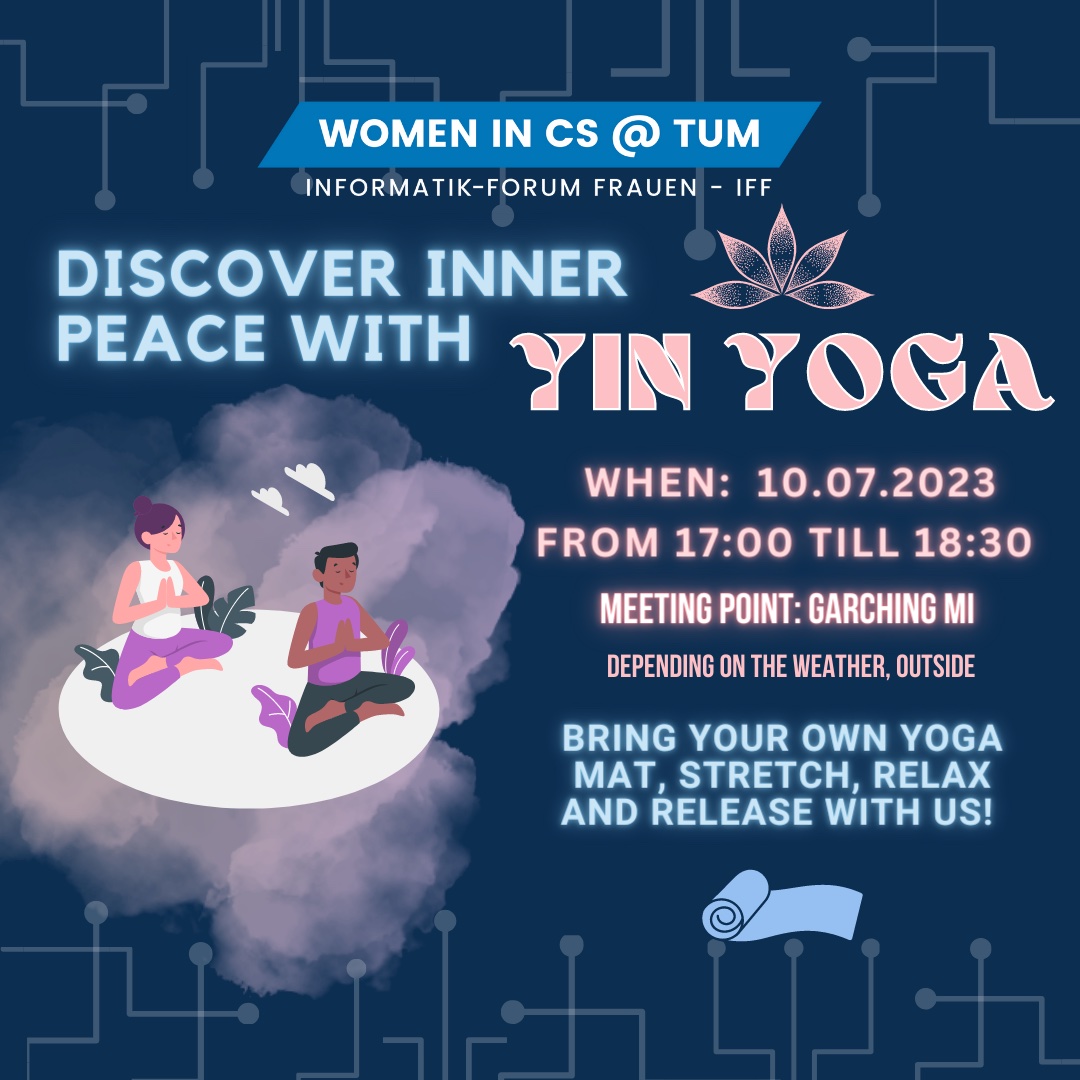 WOMEN IN CS @ TUM
INFORMATIK-FORUM FRAUEN - IFF
DISCOVER INNER
PEACE WITH
YIN YOGA
WHEN: 10.07.2023
FROM 17:00 TILL 18:30
MEETING POINT: GARCHING MI
DEPENDING ON THE WEATHER, OUTSIDE
BRING YOUR OWN YOGA
MAT, STRETCH, RELAX
AND RELEASE WITH US!